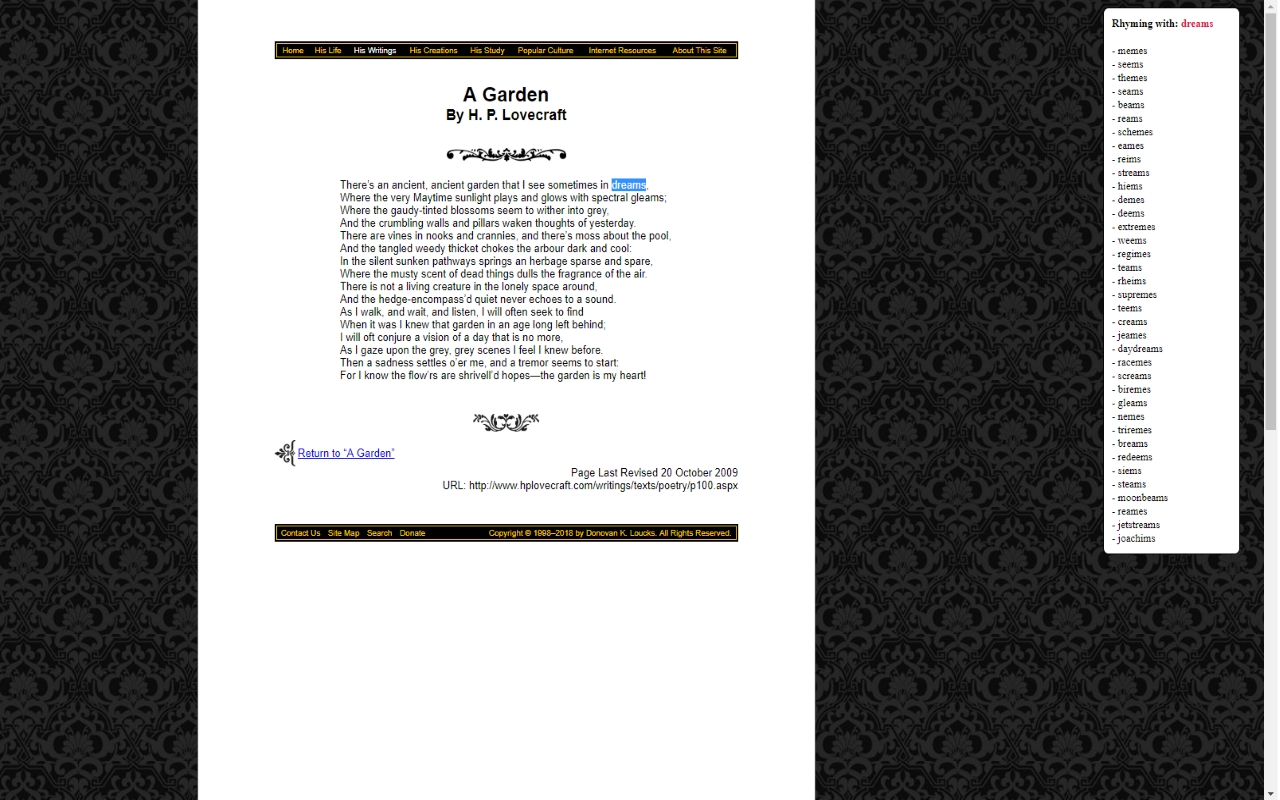 Home His Life His Writings His Creations His Study Popular Culture Internet Resources About This Site
A Garden
By H. P. Lovecraft
There's an ancient, ancient garden that I see sometimes in dreams,
Where the very Maytime sunlight plays and glows with spectral gleams;
Where the gaudy-tinted blossoms seem to wither into grey,
And the crumbling walls and pillars waken thoughts of yesterday.
There are vines in nooks and crannies, and there's moss about the pool,
And the tangled weedy thicket chokes the arbour dark and cool:
In the silent sunken pathways springs an herbage sparse and spare,
Where the musty scent of dead things dulls the fragrance of the air.
There is not a living creature in the lonely space around,
And the hedge-encompass'd quiet never echoes to a sound.
As I walk, and wait, and listen, I will often seek to find
When it was I knew that garden in an age long left behind;
I will oft conjure a vision of a day that is no more,
As I gaze upon the grey, grey scenes I feel I knew before.
Then a sadness settles o'er me, and a tremor seems to start:
For I know the flow'rs are shrivell'd hopes—the garden is my heart!
Return to "A Garden"
Page Last Revised 20 October 2009
URL: http://www.hplovecraft.com/writings/texts/poetry/p100.aspx
Contact Us Site Map Search Donate Copyright © 1998–2018 by Donovan K. Loucks. All Rights Reserved.
Rhyming with: dreams
- memes
- seems
- themes
- seams
- beams
- reams
- schemes
- eames
- reims
- streams
- hiems
- demes
- deems
- extremes
- weems
- regimes
- teams
- rheims
- supremes
- teems
- creams
- jeames
- daydreams
- racemes
- screams
- biremes
- gleams
- nemes
- triremes
- breams
- redeems
- siems
- steams
- moonbeams
- reames
- jetstreams
- joachims